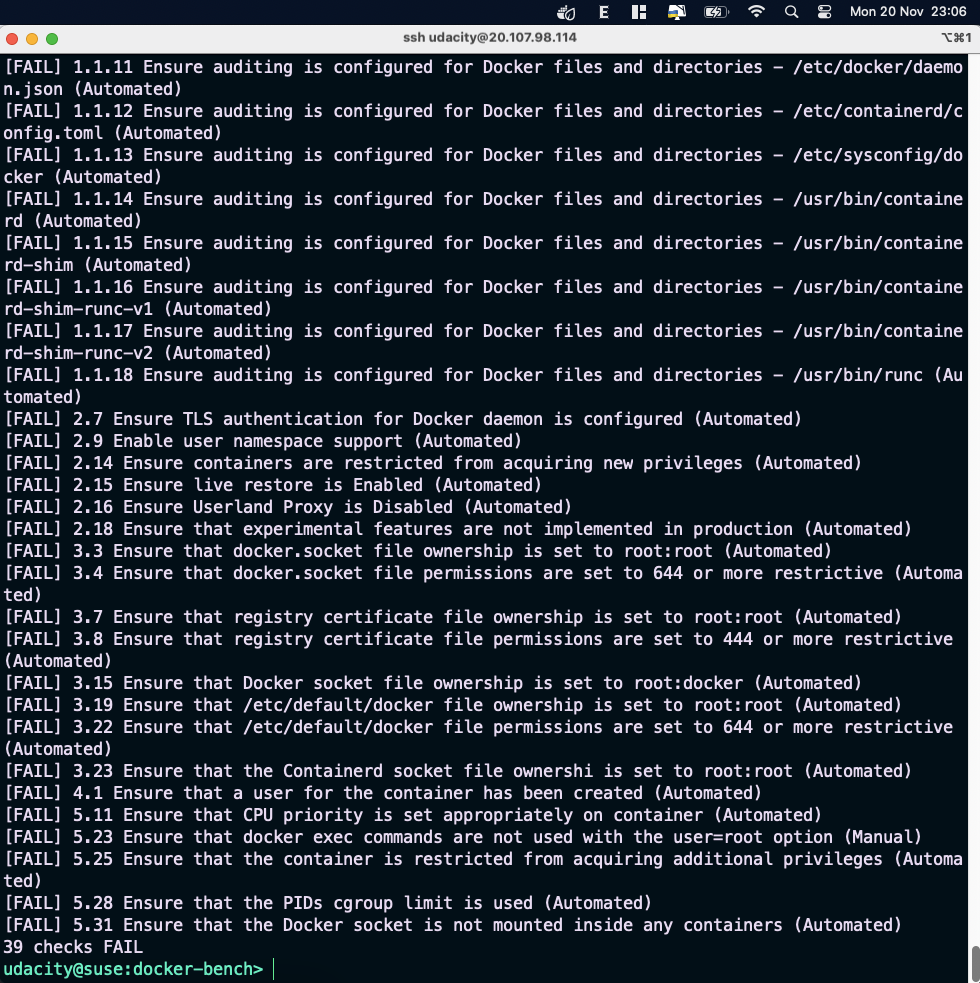 E
Mon 20 Nov 23:06
ssh udacity@20.107.98.114
⌥⌘1
[FAIL] 1.1.11 Ensure auditing is configured for Docker files and directories - /etc/docker/daemo
n.json (Automated)
[FAIL] 1.1.12 Ensure auditing is configured for Docker files and directories - /etc/containerd/c
onfig.toml (Automated)
[FAIL] 1.1.13 Ensure auditing is configured for Docker files and directories - /etc/sysconfig/do
cker (Automated)
[FAIL] 1.1.14 Ensure auditing is configured for Docker files and directories - /usr/bin/containe
rd (Automated)
[FAIL] 1.1.15 Ensure auditing is configured for Docker files and directories - /usr/bin/containe
rd-shim (Automated)
[FAIL] 1.1.16 Ensure auditing is configured for Docker files and directories - /usr/bin/containe
rd-shim-runc-v1 (Automated)
[FAIL] 1.1.17 Ensure auditing is configured for Docker files and directories - /usr/bin/containe
rd-shim-runc-v2 (Automated)
[FAIL] 1.1.18 Ensure auditing is configured for Docker files and directories - /usr/bin/runc (Au
tomated)
[FAIL] 2.7 Ensure TLS authentication for Docker daemon is configured (Automated)
[FAIL] 2.9 Enable user namespace support (Automated)
[FAIL] 2.14 Ensure containers are restricted from acquiring new privileges (Automated)
[FAIL] 2.15 Ensure live restore is Enabled (Automated)
[FAIL] 2.16 Ensure Userland Proxy is Disabled (Automated)
[FAIL] 2.18 Ensure that experimental features are not implemented in production (Automated)
[FAIL] 3.3 Ensure that docker.socket file ownership is set to root:root (Automated)
[FAIL] 3.4 Ensure that docker.socket file permissions are set to 644 or more restrictive (Automa
ted)
[FAIL] 3.7 Ensure that registry certificate file ownership is set to root:root (Automated)
[FAIL] 3.8 Ensure that registry certificate file permissions are set to 444 or more restrictive
(Automated)
[FAIL] 3.15 Ensure that Docker socket file ownership is set to root:docker (Automated)
[FAIL] 3.19 Ensure that /etc/default/docker file ownership is set to root:root (Automated)
[FAIL] 3.22 Ensure that /etc/default/docker file permissions are set to 644 or more restrictive
(Automated)
[FAIL] 3.23 Ensure that the Containerd socket file ownershi is set to root:root (Automated)
[FAIL] 4.1 Ensure that a user for the container has been created (Automated)
[FAIL] 5.11 Ensure that CPU priority is set appropriately on container (Automated)
[FAIL] 5.23 Ensure that docker exec commands are not used with the user=root option (Manual)
[FAIL] 5.25 Ensure that the container is restricted from acquiring additional privileges (Automa
ted)
[FAIL] 5.28 Ensure that the PIDs cgroup limit is used (Automated)
[FAIL] 5.31 Ensure that the Docker socket is not mounted inside any containers (Automated)
39 checks FAIL
udacity@suse:docker-bench>